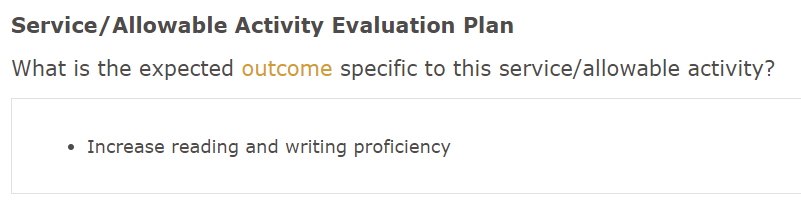 Service/Allowable Activity Evaluation Plan
What is the expected outcome specific to this service/allowable activity?
• Increase reading and writing proficiency